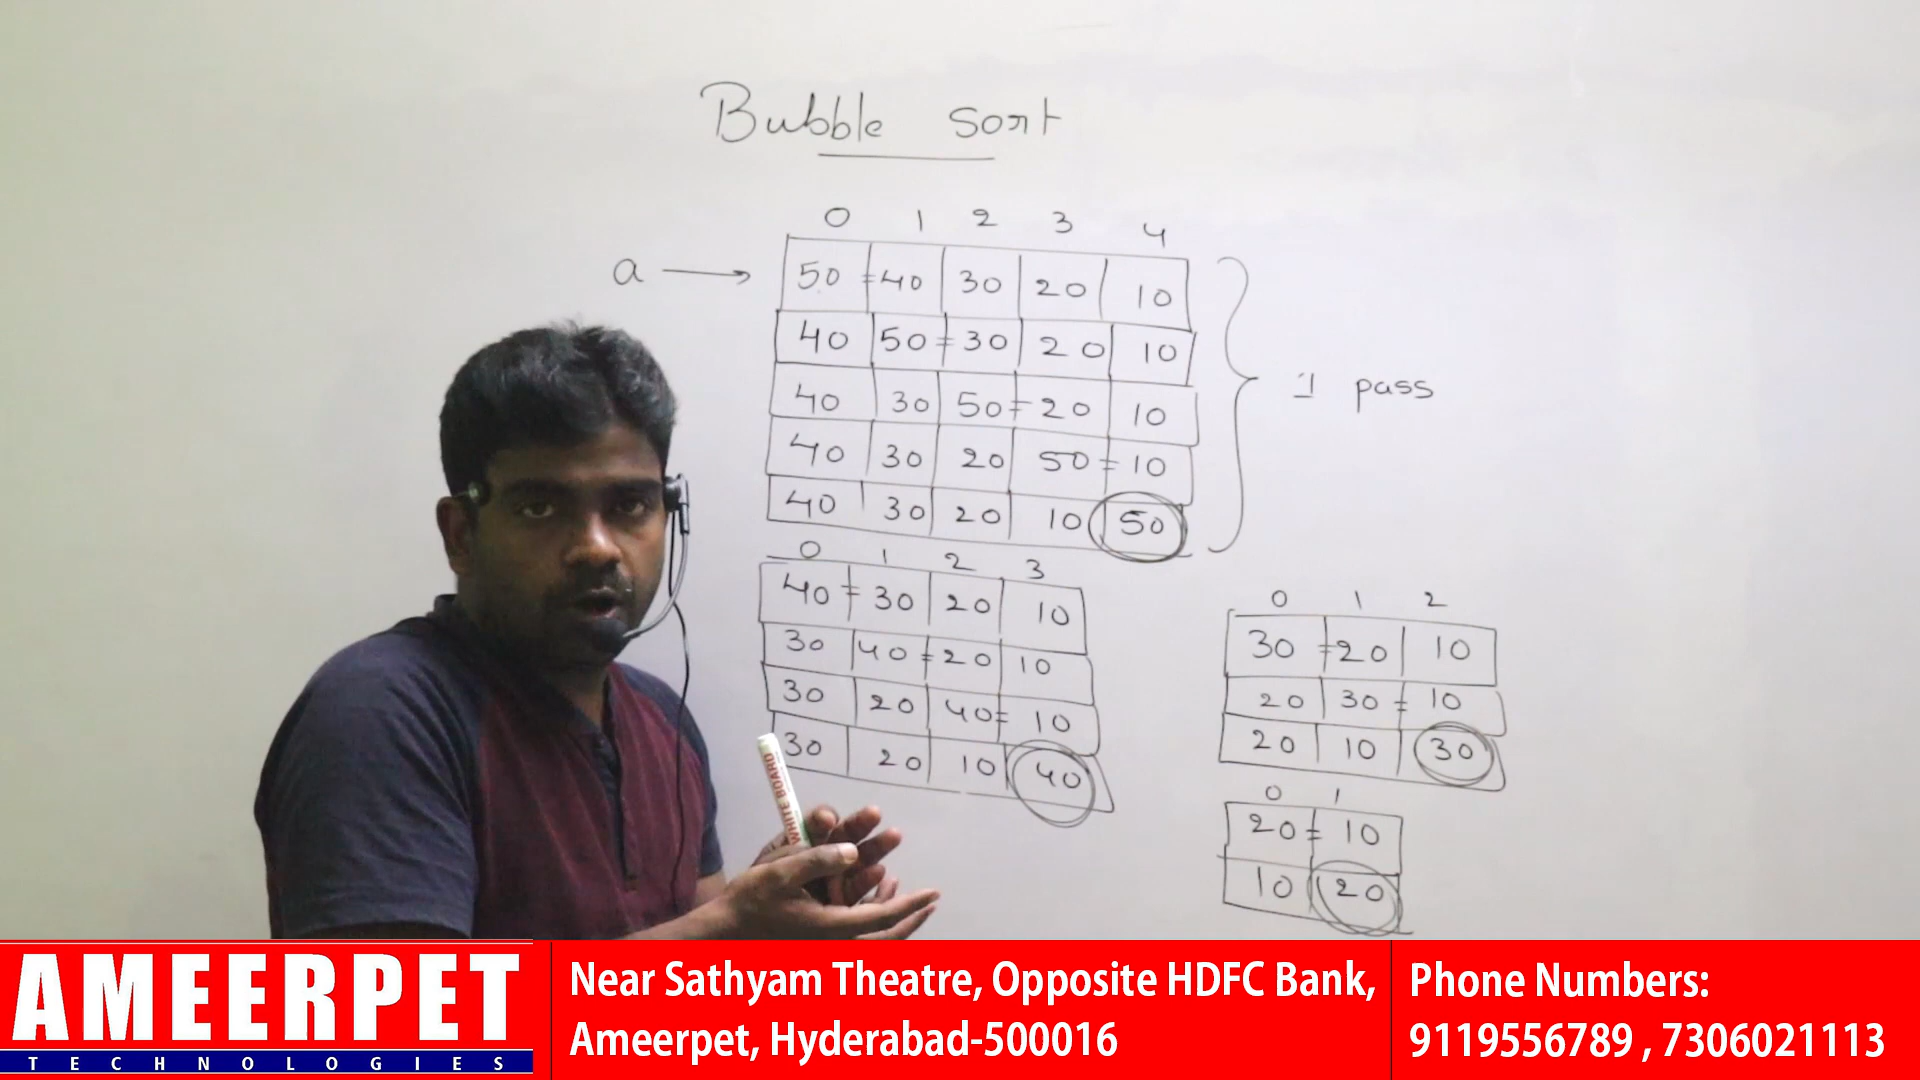 Bubble sort
0 1 2 3 4
a → 50 = 40 30 20 10
40 50 = 30 20 10
40 30 50 = 20 10
1 pass
40 30 20 50 = 10
40 30 20 10 50
0 1 2 3
40 = 30 20 10
30 40 = 20 10
30 20 40 = 10
30 20 10 40
0 1 2
30 = 20 10
20 30 = 10
20 10 30
0 1
20 = 10
10 20
WHITE BOARD
AMEERPET
TECHNOLOGIES
Near Sathyam Theatre, Opposite HDFC Bank,
Ameerpet, Hyderabad-500016
Phone Numbers:
9119556789 , 7306021113